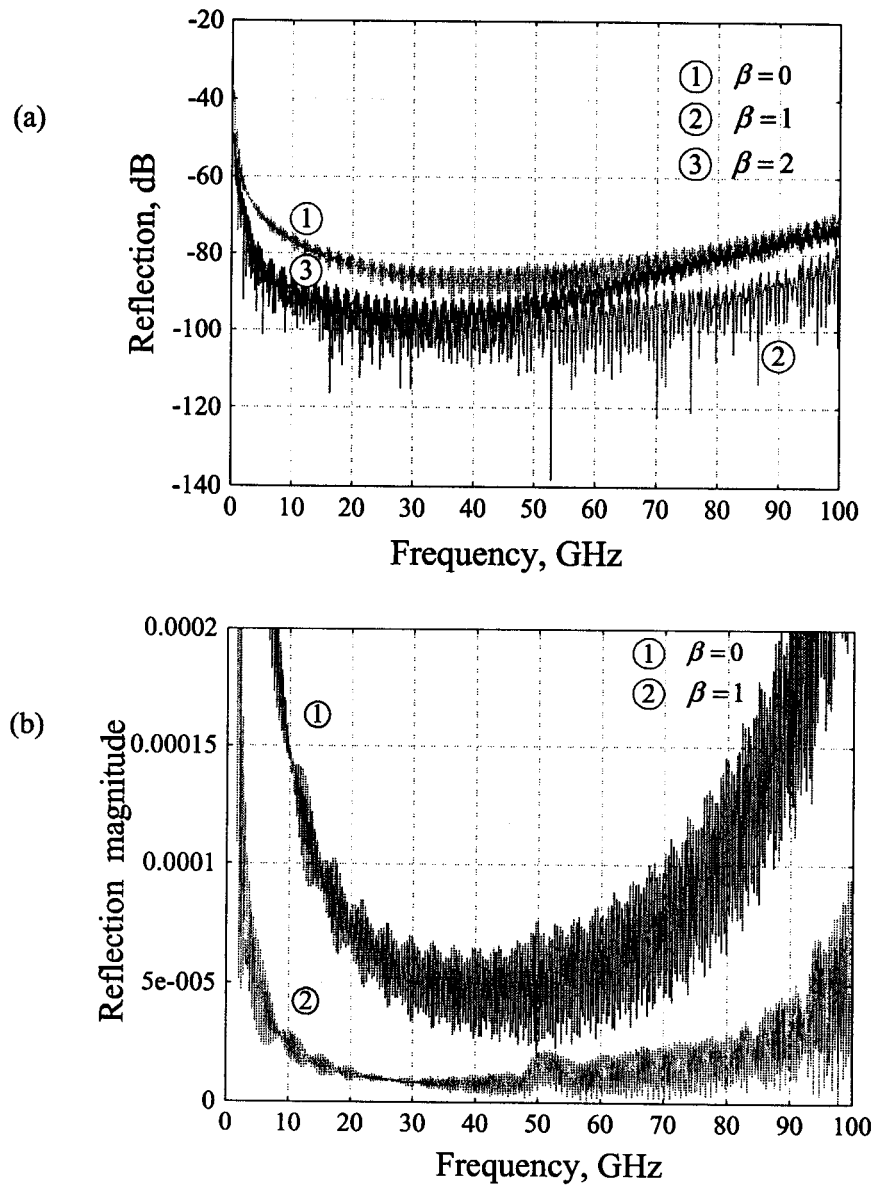 (a)
Reflection, dB
-20
-40
-60
-80
-100
-120
-140
① β=0
② β=1
③ β=2
①
③
②
0 10 20 30 40 50 60 70 80 90 100
Frequency, GHz
(b)
Reflection magnitude
0.0002
0.00015
0.0001
5e-005
0
① β=0
② β=1
①
②
0 10 20 30 40 50 60 70 80 90 100
Frequency, GHz